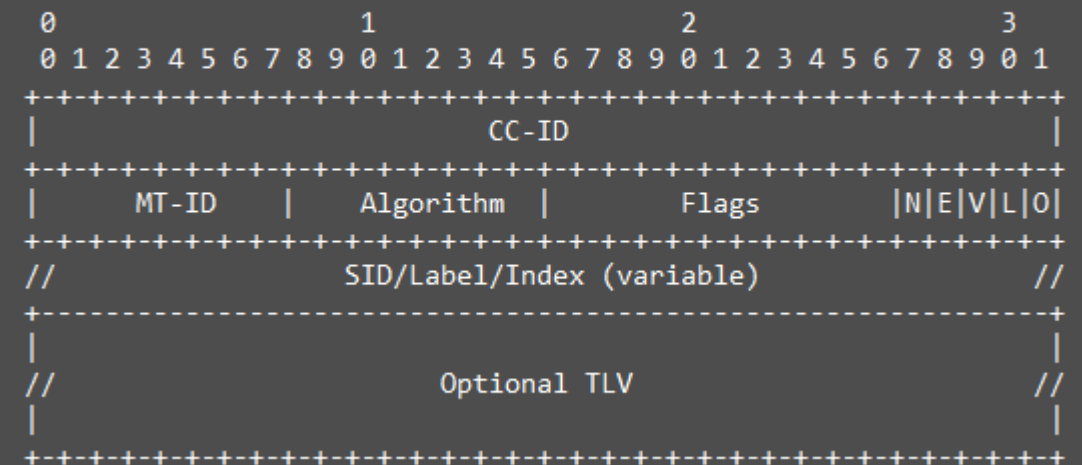 0                   1                   2                   3
 0 1 2 3 4 5 6 7 8 9 0 1 2 3 4 5 6 7 8 9 0 1 2 3 4 5 6 7 8 9 0 1
+-+-+-+-+-+-+-+-+-+-+-+-+-+-+-+-+-+-+-+-+-+-+-+-+-+-+-+-+-+-+-+-+
|                            CC-ID                              |
+-+-+-+-+-+-+-+-+-+-+-+-+-+-+-+-+-+-+-+-+-+-+-+-+-+-+-+-+-+-+-+-+
|      MT-ID    |    Algorithm  |        Flags        |N|E|V|L|O|
+-+-+-+-+-+-+-+-+-+-+-+-+-+-+-+-+-+-+-+-+-+-+-+-+-+-+-+-+-+-+-+-+
//                  SID/Label/Index (variable)                 //
+---------------------------------------------------------------+
|                                                               |
//                        Optional TLV                         //
|                                                               |
+-+-+-+-+-+-+-+-+-+-+-+-+-+-+-+-+-+-+-+-+-+-+-+-+-+-+-+-+-+-+-+-+